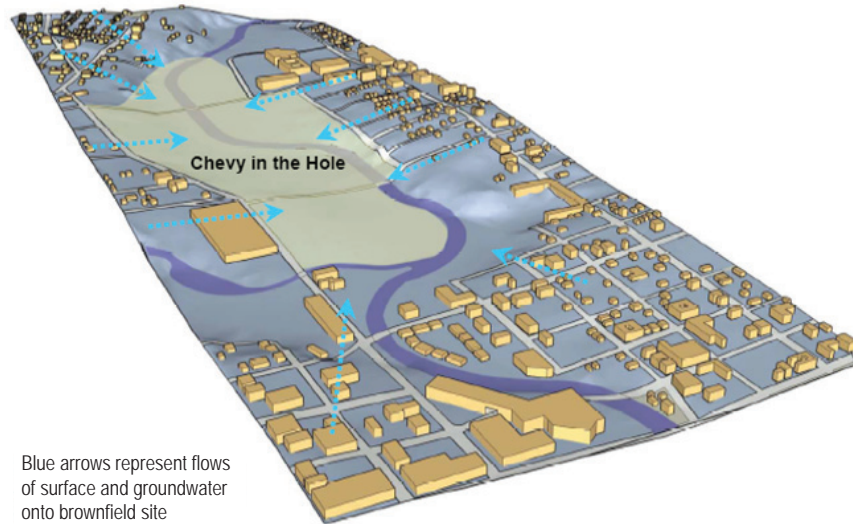 Chevy in the Hole
Blue arrows represent flows
of surface and groundwater
onto brownfield site